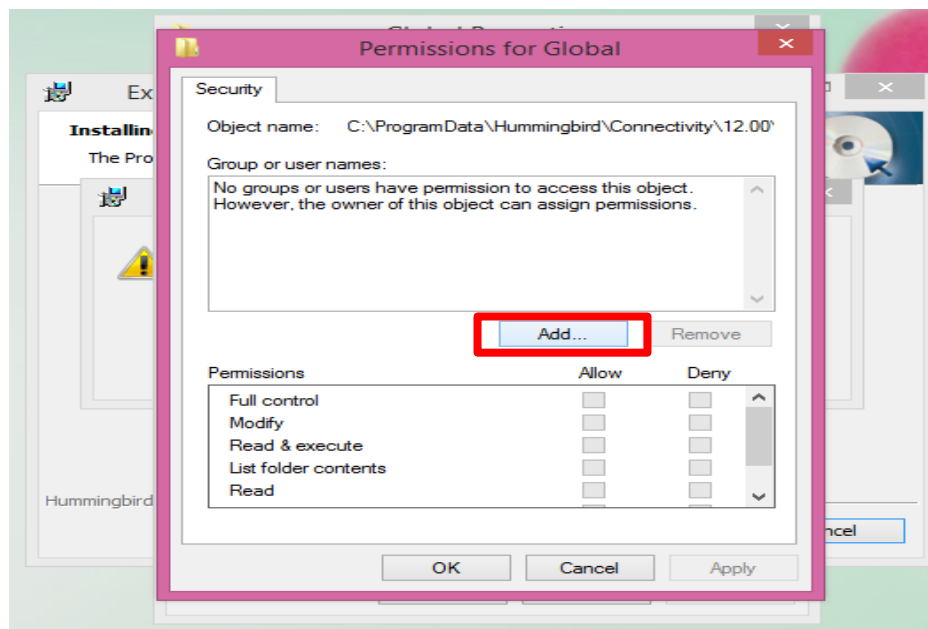 Permissions for Global
Ex
Security
Installin
Object name: C:\ProgramData\Hummingbird\Connectivity\12.00\
The Pro
Group or user names:
No groups or users have permission to access this object.
However, the owner of this object can assign permissions.
Add...
Remove
Permissions
Allow
Deny
Full control
Modify
Read & execute
List folder contents
Read
Hummingbird
ncel
OK
Cancel
Apply